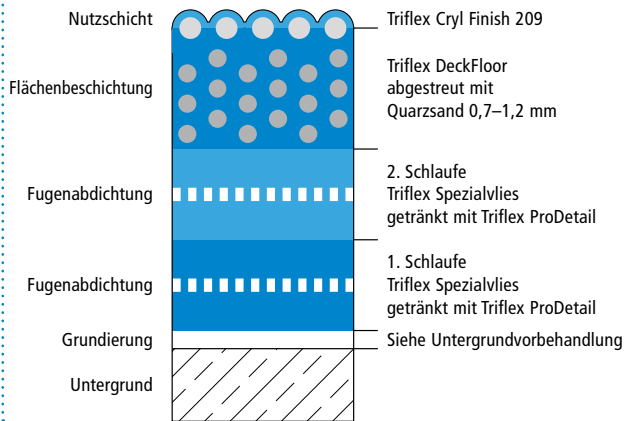 Nutzschicht
Triflex Cryl Finish 209
Flächenbeschichtung
Triflex DeckFloor
abgestreut mit
Quarzsand 0,7–1,2 mm
Fugenabdichtung
2. Schlaufe
Triflex Spezialvlies
getränkt mit Triflex ProDetail
Fugenabdichtung
1. Schlaufe
Triflex Spezialvlies
getränkt mit Triflex ProDetail
Grundierung
Siehe Untergrundvorbehandlung
Untergrund